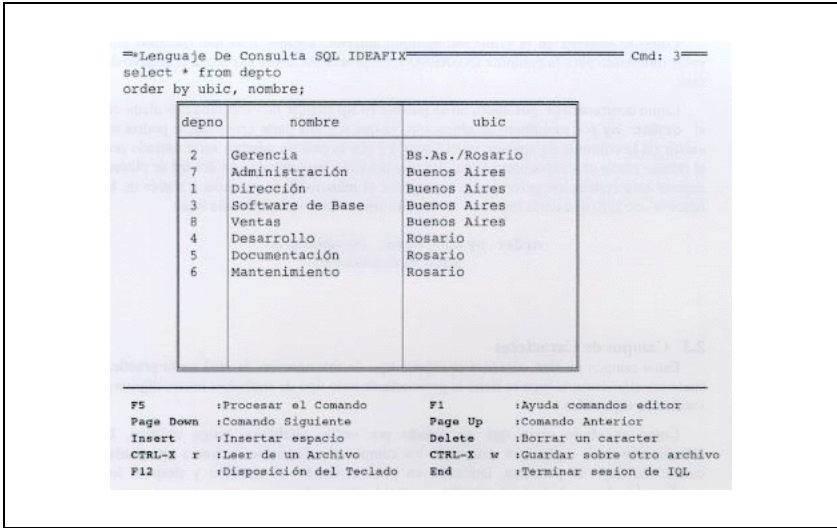 *Lenguaje De Consulta SQL IDEAFIX Cmd: 3
select * from depto
order by ubic, nombre;
depno nombre ubic
2 Gerencia Bs.As./Rosario
7 Administración Buenos Aires
1 Dirección Buenos Aires
3 Software de Base Buenos Aires
8 Ventas Buenos Aires
4 Desarrollo Rosario
5 Documentación Rosario
6 Mantenimiento Rosario
F5 :Procesar el Comando F1 :Ayuda comandos editor
Page Down :Comando Siguiente Page Up :Comando Anterior
Insert :Insertar espacio Delete :Borrar un caracter
CTRL-X r :Leer de un Archivo CTRL-X w :Guardar sobre otro archivo
F12 :Disposición del Teclado End :Terminar sesion de IQL